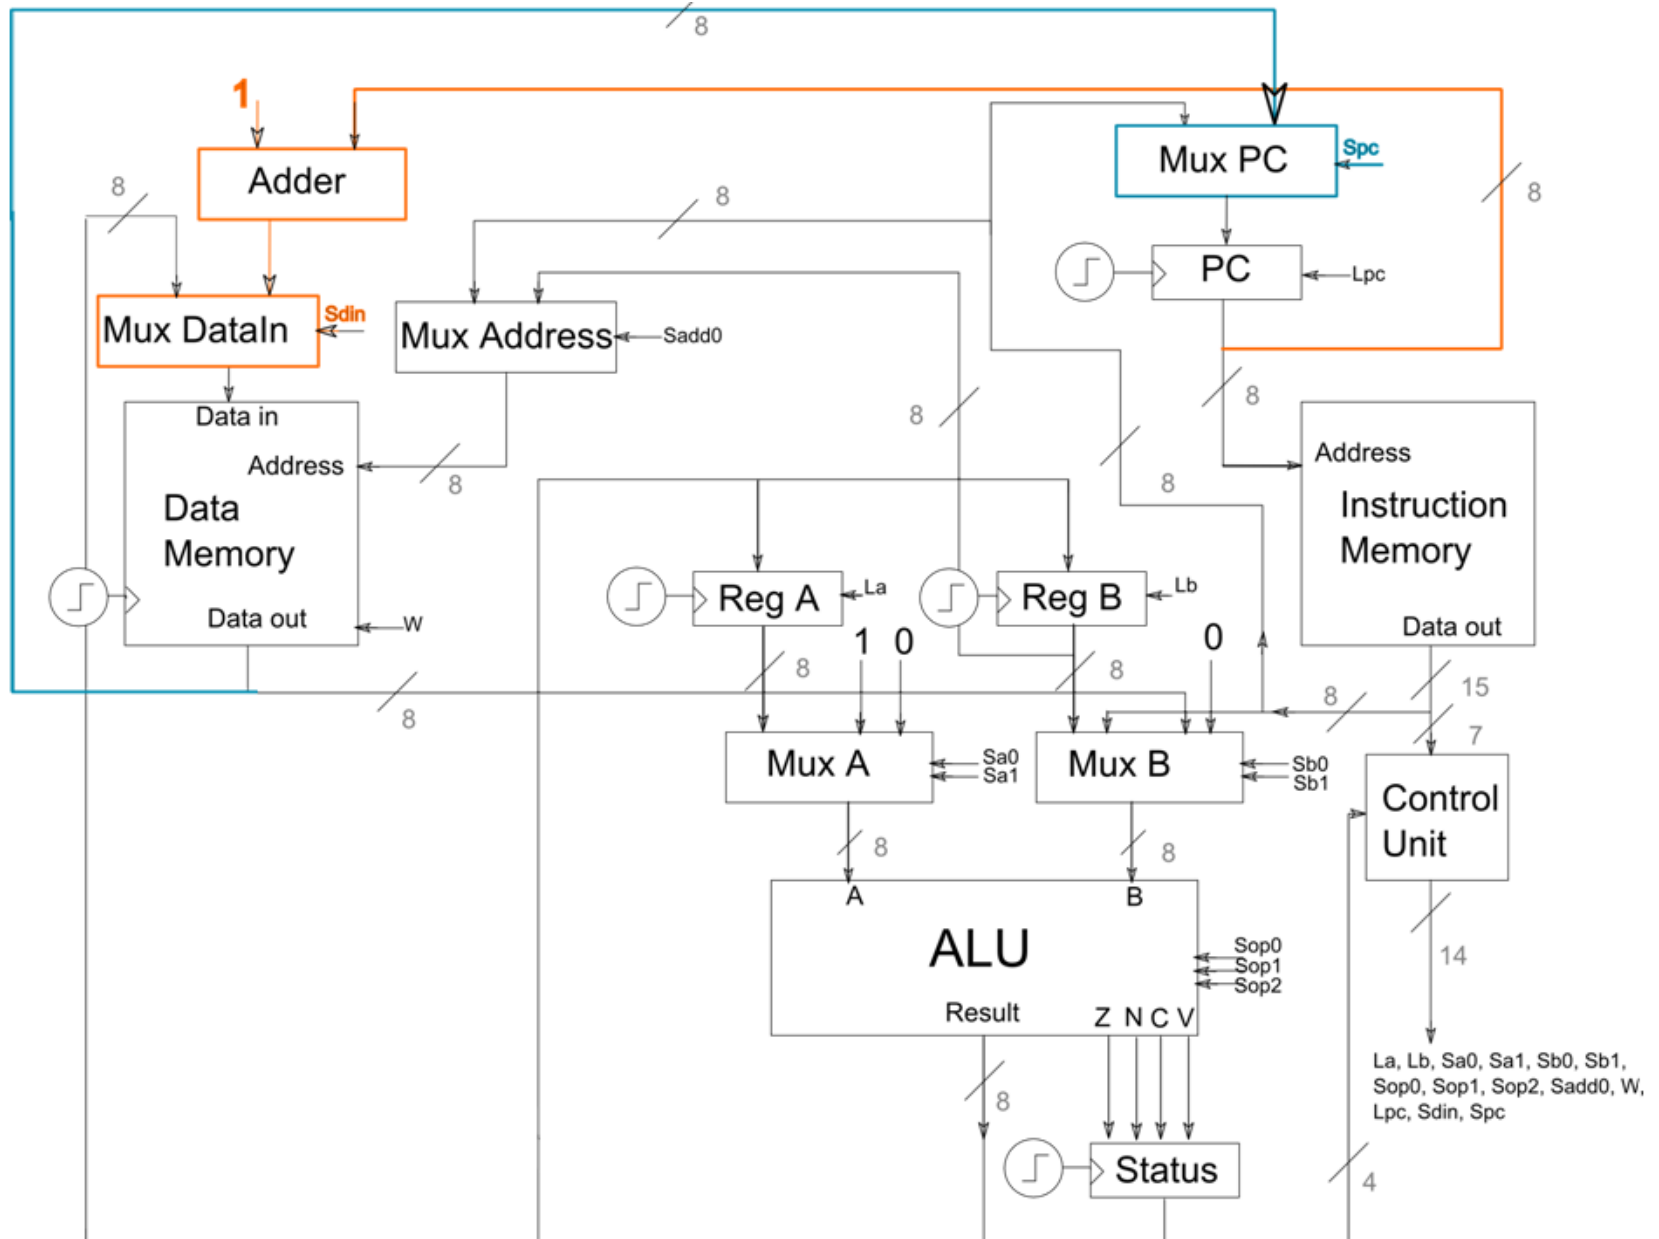 8
1
Adder
Mux PC
Spc
8
8
8
PC
Lpc
Mux DataIn
Sdin
Mux Address
Sadd0
8
8
Data in
Address
Address
8
8
Data
Memory
Instruction
Memory
Reg A
La
Reg B
Lb
Data out
W
Data out
1 0
0
8
8
8
15
8
7
Mux A
Sa0
Sa1
Mux B
Sb0
Sb1
Control
Unit
8
8
A
B
ALU
Sop0
Sop1
Sop2
14
Result
Z N C V
La, Lb, Sa0, Sa1, Sb0, Sb1,
Sop0, Sop1, Sop2, Sadd0, W,
Lpc, Sdin, Spc
8
Status
4